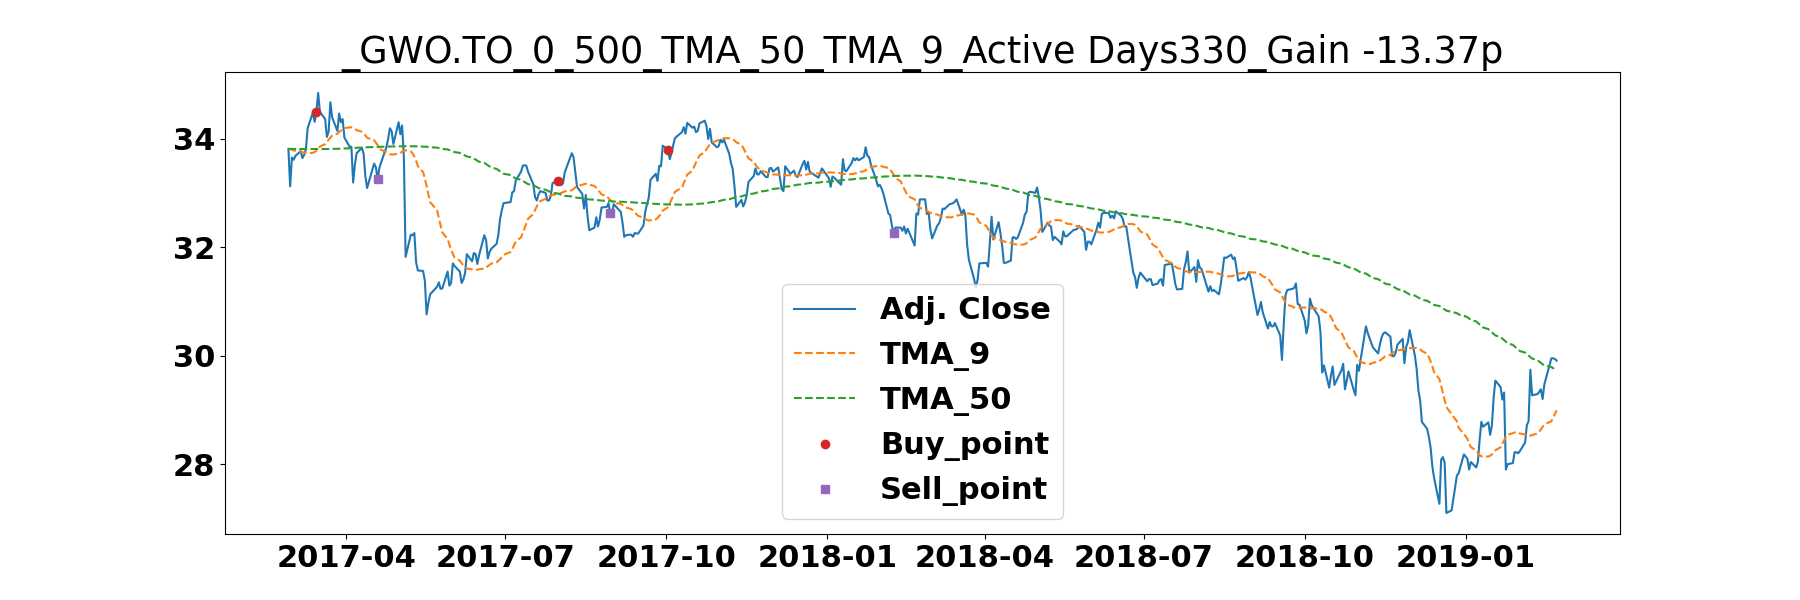 _GWO.TO_0_500_TMA_50_TMA_9_Active Days330_Gain -13.37p
34
32
30
28
Adj. Close
TMA_9
TMA_50
Buy_point
Sell_point
2017-04 2017-07 2017-10 2018-01 2018-04 2018-07 2018-10 2019-01